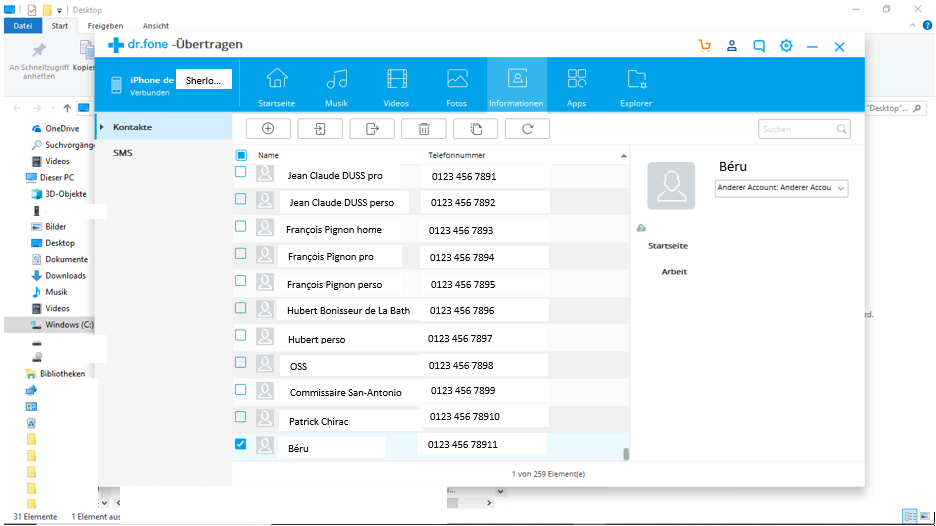 Desktop
Datei Start Freigeben Ansicht
An Schnellzugriff anheften
Kopier
"Desktop"...
dr.fone -Übertragen
iPhone de Sherlo...
Verbunden
Startseite Musik Videos Fotos Informationen Apps Explorer
Kontakte
SMS
Suchen
Name Telefonnummer
Jean Claude DUSS pro 0123 456 7891
Jean Claude DUSS perso 0123 456 7892
François Pignon home 0123 456 7893
François Pignon pro 0123 456 7894
François Pignon perso 0123 456 7895
Hubert Bonisseur de La Bath 0123 456 7896
Hubert perso 0123 456 7897
OSS 0123 456 7898
Commissaire San-Antonio 0123 456 7899
Patrick Chirac 0123 456 78910
Béru 0123 456 78911
1 von 259 Element(e)
Béru
Anderer Account: Anderer Accou
Startseite
Arbeit
OneDrive
Suchvorgänge
Videos
Dieser PC
3D-Objekte
Bilder
Desktop
Dokumente
Downloads
Musik
Videos
Windows (C:)
Bibliotheken
rd.
31 Elemente 1 Element aus